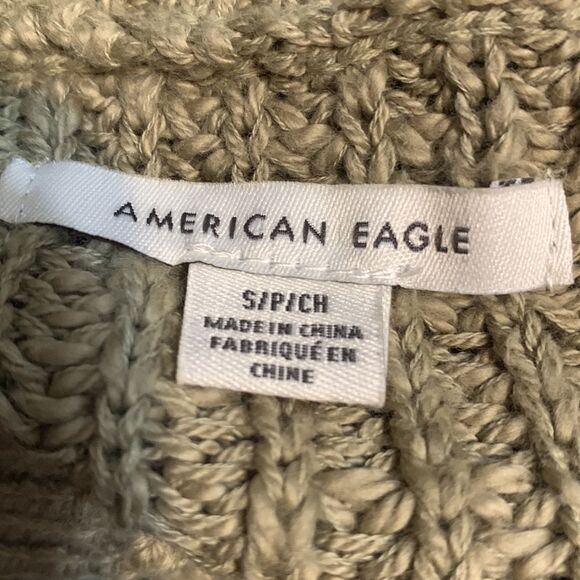 AMERICAN EAGLE
S/P/CH
MADE IN CHINA
FABRIQUÉ EN
CHINE